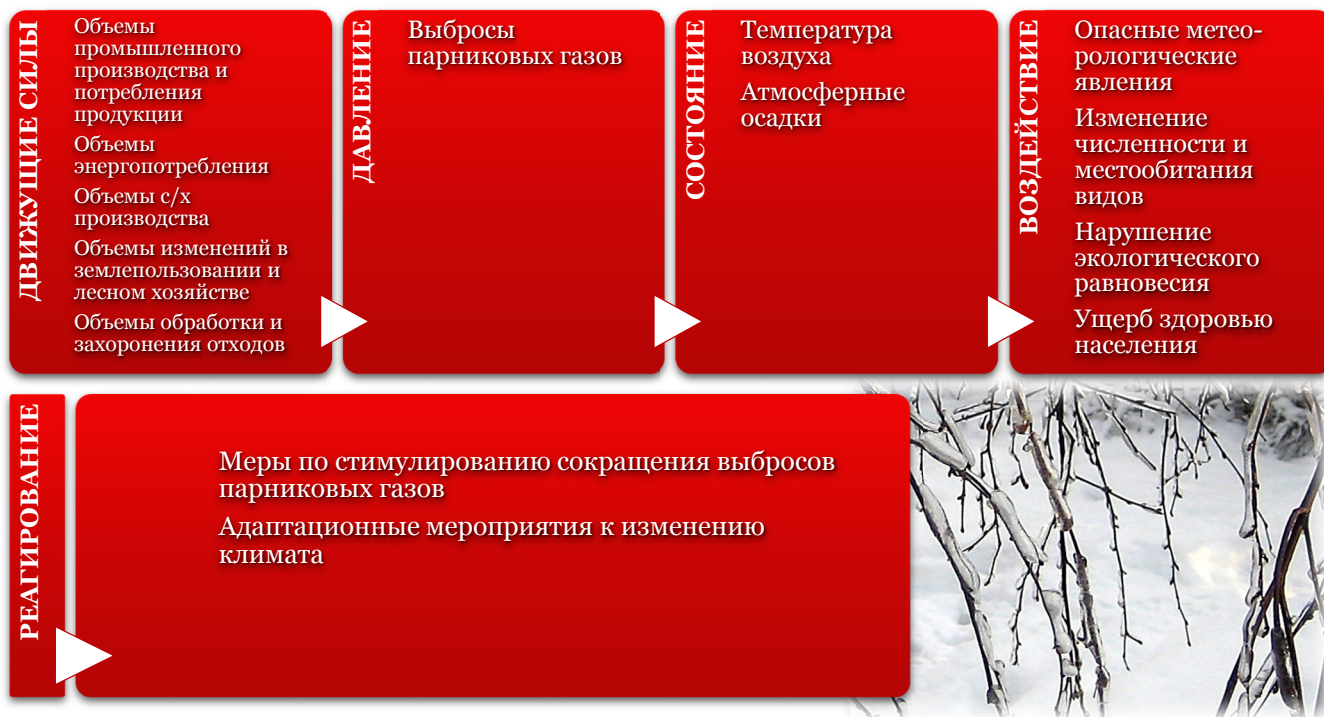 ДВИЖУЩИЕ СИЛЫ
Объемы
промышленного
производства и
потребления
продукции
Объемы
энергопотребления
Объемы с/х
производства
Объемы изменений в
землепользовании и
лесном хозяйстве
Объемы обработки и
захоронения отходов
ДАВЛЕНИЕ
Выбросы
парниковых газов
СОСТОЯНИЕ
Температура
воздуха
Атмосферные
осадки
ВОЗДЕЙСТВИЕ
Опасные метео-
рологические
явления
Изменение
численности и
местообитания
видов
Нарушение
экологического
равновесия
Ущерб здоровью
населения
РЕАГИРОВАНИЕ
Меры по стимулированию сокращения выбросов
парниковых газов
Адаптационные мероприятия к изменению
климата